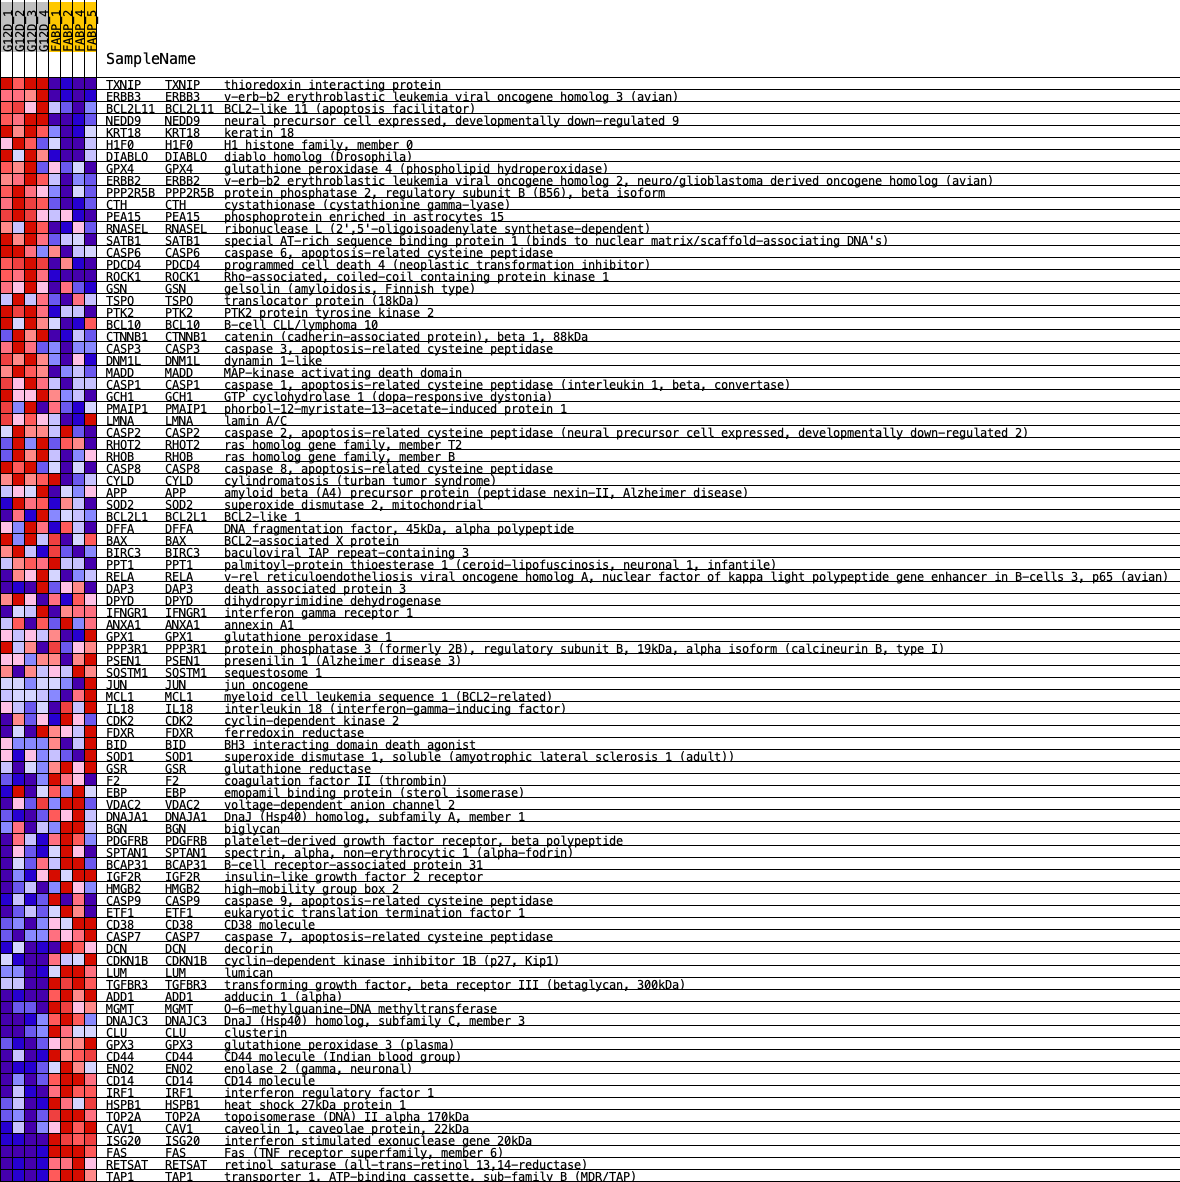 G12D_1
G12D_2
G12D_3
G12D_4
FABP_1
FABP_2
FABP_4
FABP_5
SampleName
TXNIP TXNIP thioredoxin interacting protein
ERBB3 ERBB3 v-erb-b2 erythroblastic leukemia viral oncogene homolog 3 (avian)
BCL2L11 BCL2L11 BCL2-like 11 (apoptosis facilitator)
NEDD9 NEDD9 neural precursor cell expressed, developmentally down-regulated 9
KRT18 KRT18 keratin 18
H1F0 H1F0 H1 histone family, member 0
DIABLO DIABLO diablo homolog (Drosophila)
GPX4 GPX4 glutathione peroxidase 4 (phospholipid hydroperoxidase)
ERBB2 ERBB2 v-erb-b2 erythroblastic leukemia viral oncogene homolog 2, neuro/glioblastoma derived oncogene homolog (avian)
PPP2R5B PPP2R5B protein phosphatase 2, regulatory subunit B (B56), beta isoform
CTH CTH cystathionase (cystathionine gamma-lyase)
PEA15 PEA15 phosphoprotein enriched in astrocytes 15
RNASEL RNASEL ribonuclease L (2',5'-oligoisoadenylate synthetase-dependent)
SATB1 SATB1 special AT-rich sequence binding protein 1 (binds to nuclear matrix/scaffold-associating DNA's)
CASP6 CASP6 caspase 6, apoptosis-related cysteine peptidase
PDCD4 PDCD4 programmed cell death 4 (neoplastic transformation inhibitor)
ROCK1 ROCK1 Rho-associated, coiled-coil containing protein kinase 1
GSN GSN gelsolin (amyloidosis, Finnish type)
TSPO TSPO translocator protein (18kDa)
PTK2 PTK2 PTK2 protein tyrosine kinase 2
BCL10 BCL10 B-cell CLL/lymphoma 10
CTNNB1 CTNNB1 catenin (cadherin-associated protein), beta 1, 88kDa
CASP3 CASP3 caspase 3, apoptosis-related cysteine peptidase
DNM1L DNM1L dynamin 1-like
MADD MADD MAP-kinase activating death domain
CASP1 CASP1 caspase 1, apoptosis-related cysteine peptidase (interleukin 1, beta, convertase)
GCH1 GCH1 GTP cyclohydrolase 1 (dopa-responsive dystonia)
PMAIP1 PMAIP1 phorbol-12-myristate-13-acetate-induced protein 1
LMNA LMNA lamin A/C
CASP2 CASP2 caspase 2, apoptosis-related cysteine peptidase (neural precursor cell expressed, developmentally down-regulated 2)
RHOT2 RHOT2 ras homolog gene family, member T2
RHOB RHOB ras homolog gene family, member B
CASP8 CASP8 caspase 8, apoptosis-related cysteine peptidase
CYLD CYLD cylindromatosis (turban tumor syndrome)
APP APP amyloid beta (A4) precursor protein (peptidase nexin-II, Alzheimer disease)
SOD2 SOD2 superoxide dismutase 2, mitochondrial
BCL2L1 BCL2L1 BCL2-like 1
DFFA DFFA DNA fragmentation factor, 45kDa, alpha polypeptide
BAX BAX BCL2-associated X protein
BIRC3 BIRC3 baculoviral IAP repeat-containing 3
PPT1 PPT1 palmitoyl-protein thioesterase 1 (ceroid-lipofuscinosis, neuronal 1, infantile)
RELA RELA v-rel reticuloendotheliosis viral oncogene homolog A, nuclear factor of kappa light polypeptide gene enhancer in B-cells 3, p65 (avian)
DAP3 DAP3 death associated protein 3
DPYD DPYD dihydropyrimidine dehydrogenase
IFNGR1 IFNGR1 interferon gamma receptor 1
ANXA1 ANXA1 annexin A1
GPX1 GPX1 glutathione peroxidase 1
PPP3R1 PPP3R1 protein phosphatase 3 (formerly 2B), regulatory subunit B, 19kDa, alpha isoform (calcineurin B, type I)
PSEN1 PSEN1 presenilin 1 (Alzheimer disease 3)
SQSTM1 SQSTM1 sequestosome 1
JUN JUN jun oncogene
MCL1 MCL1 myeloid cell leukemia sequence 1 (BCL2-related)
IL18 IL18 interleukin 18 (interferon-gamma-inducing factor)
CDK2 CDK2 cyclin-dependent kinase 2
FDXR FDXR ferredoxin reductase
BID BID BH3 interacting domain death agonist
SOD1 SOD1 superoxide dismutase 1, soluble (amyotrophic lateral sclerosis 1 (adult))
GSR GSR glutathione reductase
F2 F2 coagulation factor II (thrombin)
EBP EBP emopamil binding protein (sterol isomerase)
VDAC2 VDAC2 voltage-dependent anion channel 2
DNAJA1 DNAJA1 DnaJ (Hsp40) homolog, subfamily A, member 1
BGN BGN biglycan
PDGFRB PDGFRB platelet-derived growth factor receptor, beta polypeptide
SPTAN1 SPTAN1 spectrin, alpha, non-erythrocytic 1 (alpha-fodrin)
BCAP31 BCAP31 B-cell receptor-associated protein 31
IGF2R IGF2R insulin-like growth factor 2 receptor
HMGB2 HMGB2 high-mobility group box 2
CASP9 CASP9 caspase 9, apoptosis-related cysteine peptidase
ETF1 ETF1 eukaryotic translation termination factor 1
CD38 CD38 CD38 molecule
CASP7 CASP7 caspase 7, apoptosis-related cysteine peptidase
DCN DCN decorin
CDKN1B CDKN1B cyclin-dependent kinase inhibitor 1B (p27, Kip1)
LUM LUM lumican
TGFBR3 TGFBR3 transforming growth factor, beta receptor III (betaglycan, 300kDa)
ADD1 ADD1 adducin 1 (alpha)
MGMT MGMT O-6-methylguanine-DNA methyltransferase
DNAJC3 DNAJC3 DnaJ (Hsp40) homolog, subfamily C, member 3
CLU CLU clusterin
GPX3 GPX3 glutathione peroxidase 3 (plasma)
CD44 CD44 CD44 molecule (Indian blood group)
ENO2 ENO2 enolase 2 (gamma, neuronal)
CD14 CD14 CD14 molecule
IRF1 IRF1 interferon regulatory factor 1
HSPB1 HSPB1 heat shock 27kDa protein 1
TOP2A TOP2A topoisomerase (DNA) II alpha 170kDa
CAV1 CAV1 caveolin 1, caveolae protein, 22kDa
ISG20 ISG20 interferon stimulated exonuclease gene 20kDa
FAS FAS Fas (TNF receptor superfamily, member 6)
RETSAT RETSAT retinol saturase (all-trans-retinol 13,14-reductase)
TAP1 TAP1 transporter 1, ATP-binding cassette, sub-family B (MDR/TAP)